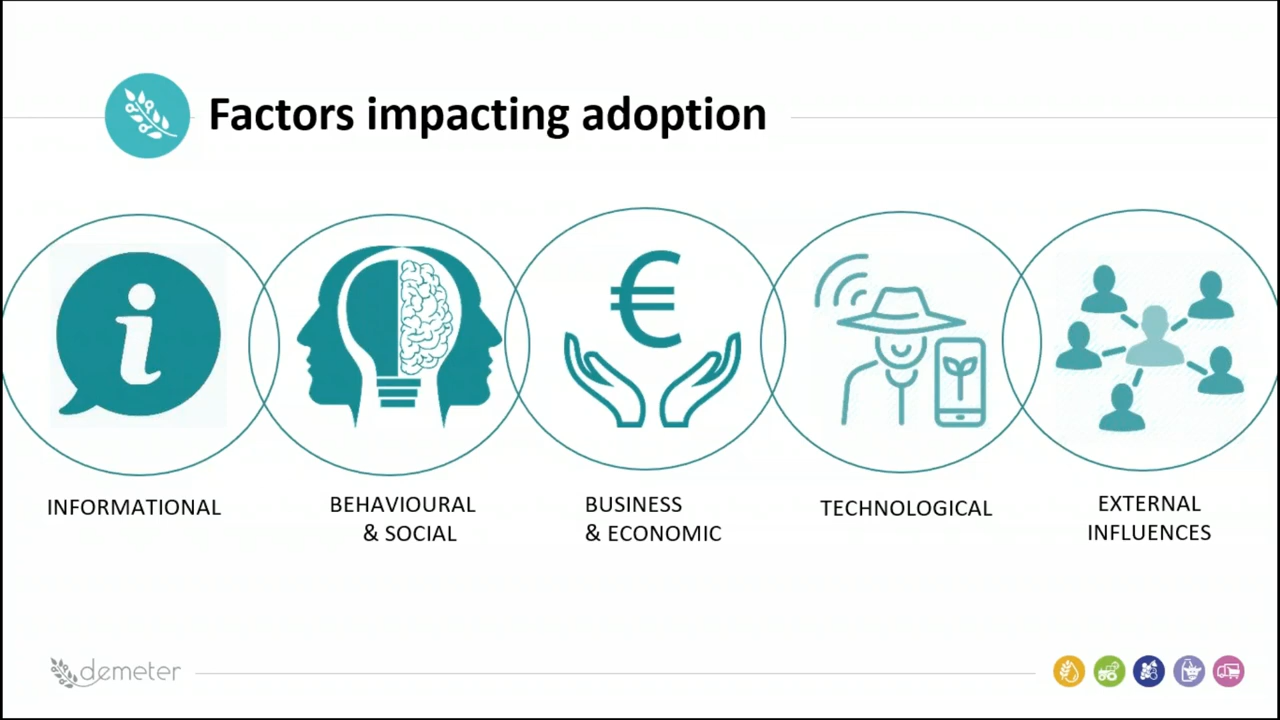 Factors impacting adoption
i
€
INFORMATIONAL
BEHAVIOURAL
& SOCIAL
BUSINESS
& ECONOMIC
TECHNOLOGICAL
EXTERNAL
INFLUENCES
demeter